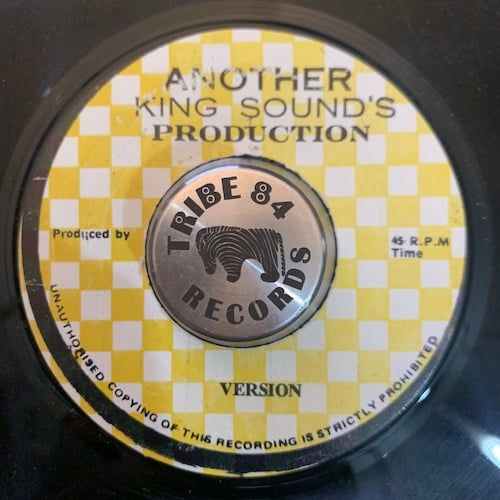 ANOTHER
KING SOUND'S
PRODUCTION
TRIBE 84
RECORDS
Produced by
45 R.P.M
Time
VERSION
UNAUTHORISED COPYING OF THIS RECORDING IS STRICTLY PROHIBITED